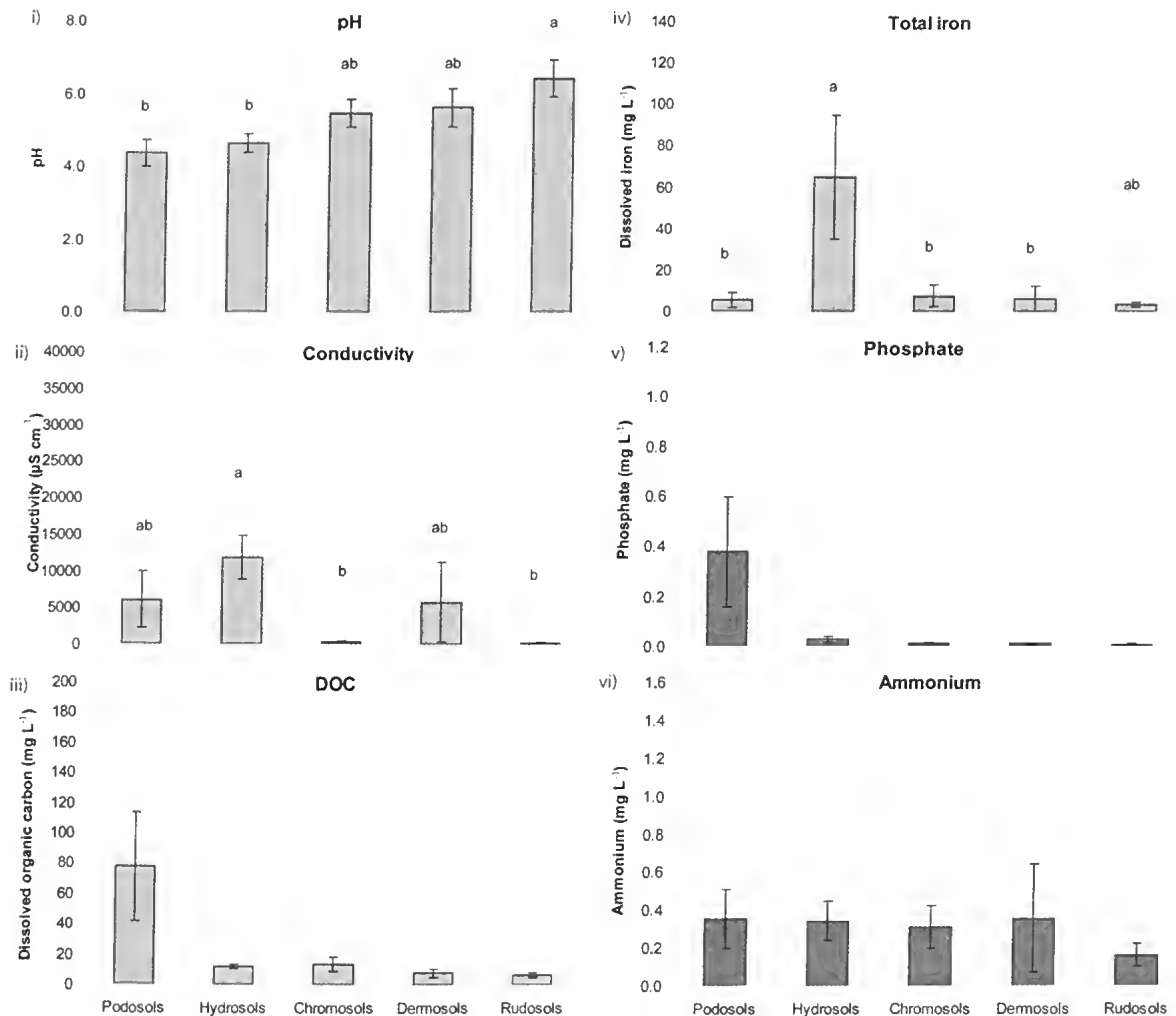 i)
pH
8.0
6.0
4.0
2.0
0.0
pH
b
b
ab
ab
a
ii)
Conductivity
40000
35000
30000
25000
20000
15000
10000
5000
0
Conductivity (µS cm⁻¹)
ab
a
b
ab
b
iii)
DOC
200
180
160
140
120
100
80
60
40
20
0
Dissolved organic carbon (mg L⁻¹)
Podosols Hydrosols Chromosols Dermosols Rudosols
iv)
Total iron
140
120
100
80
60
40
20
0
Dissolved iron (mg L⁻¹)
b
a
b
b
ab
v)
Phosphate
1.2
1.0
0.8
0.6
0.4
0.2
0.0
Phosphate (mg L⁻¹)
vi)
Ammonium
1.6
1.4
1.2
1.0
0.8
0.6
0.4
0.2
0.0
Ammonium (mg L⁻¹)
Podosols Hydrosols Chromosols Dermosols Rudosols